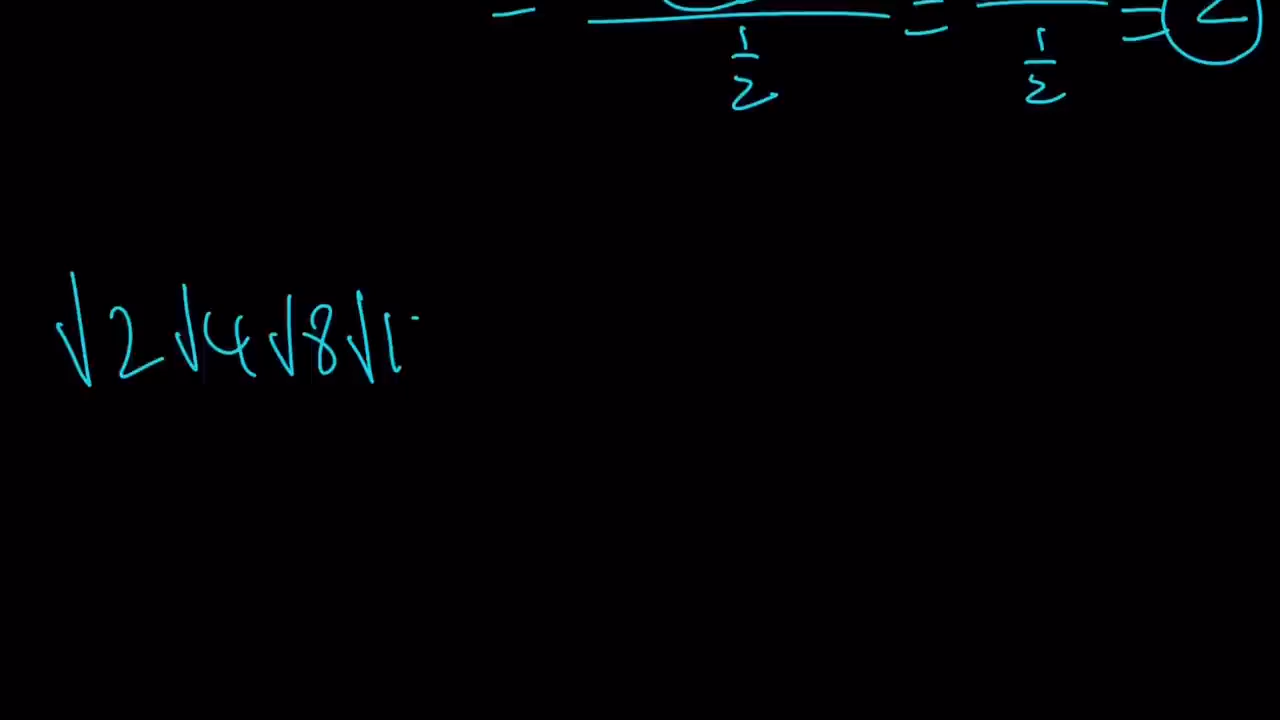 - 1/2 = 1/2 = 2
√2√4√8√1